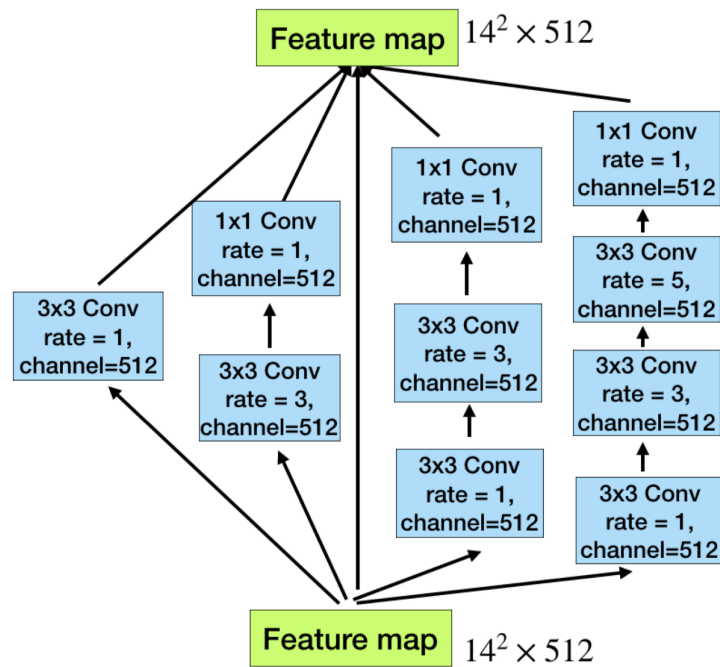 Feature map 14² × 512
3x3 Conv
rate = 1,
channel=512
1x1 Conv
rate = 1,
channel=512
3x3 Conv
rate = 3,
channel=512
1x1 Conv
rate = 1,
channel=512
3x3 Conv
rate = 3,
channel=512
3x3 Conv
rate = 1,
channel=512
1x1 Conv
rate = 1,
channel=512
3x3 Conv
rate = 5,
channel=512
3x3 Conv
rate = 3,
channel=512
3x3 Conv
rate = 1,
channel=512
Feature map 14² × 512